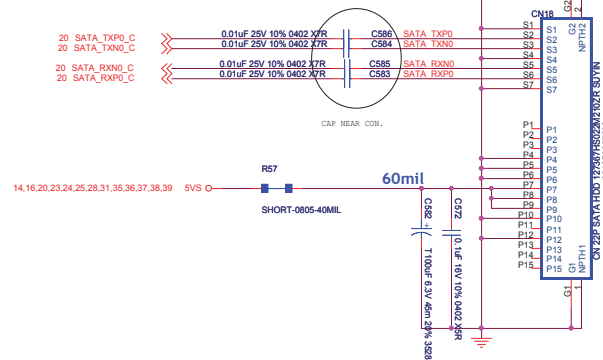 G2
2
CN18
20 SATA_TXP0_C
0.01uF 25V 10% 0402 X7R
C586
SATA_TXP0
20 SATA_TXN0_C
0.01uF 25V 10% 0402 X7R
C584
SATA_TXN0
20 SATA_RXN0_C
0.01uF 25V 10% 0402 X7R
C585
SATA_RXN0
20 SATA_RXP0_C
0.01uF 25V 10% 0402 X7R
C583
SATA_RXP0
CAP NEAR CON.
S1 S1
S2 S2
S3 S3
S4 S4
S5 S5
S6 S6
S7 S7
G2
NPTH2
P1 P1
P2 P2
P3 P3
P4 P4
P5 P5
P6 P6
P7 P7
P8 P8
P9 P9
P10 P10
P11 P11
P12 P12
P13 P13
P14 P14
P15 P15
G1
NPTH1
G1
1
CN 22P SATA HDD 127367HS022M210ZR SUYIN
R57
14,16,20,23,24,25,28,31,35,36,37,38,39 5VS
SHORT-0805-40MIL
60mil
C582
+
T100uF 6.3V 45m 20% 3528
C572
0.1uF 16V 10% 0402 X5R